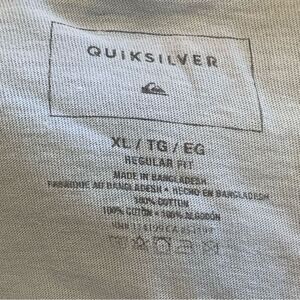 QUIKSILVER
XL / TG / EG
REGULAR FIT
MADE IN BANGLADESH
FABRIQUÉ AU BANGLADESH • HECHO EN BANGLADESH
100% COTTON
100% COTON • 100% ALGODÓN